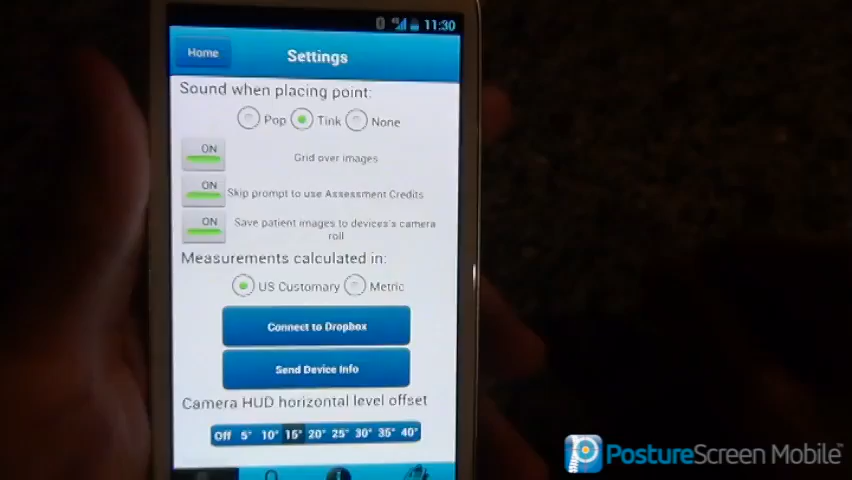 4G 11:30
Home
Settings
Sound when placing point:
Pop Tink None
ON
Grid over images
ON
Skip prompt to use Assessment Credits
ON
Save patient images to devices's camera
roll
Measurements calculated in:
US Customary Metric
Connect to Dropbox
Send Device Info
Camera HUD horizontal level offset
Off 5° 10° 15° 20° 25° 30° 35° 40°
PostureScreen Mobile™